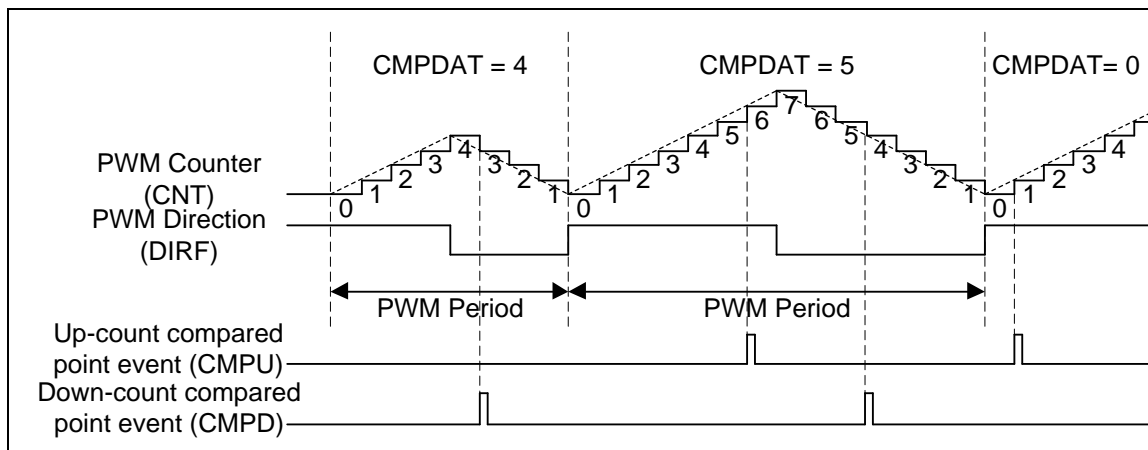 CMPDAT = 4
CMPDAT = 5
CMPDAT= 0
PWM Counter
(CNT)
0 1 2 3 4 3 2 1 0 1 2 3 4 5 6 7 6 5 4 3 2 1 0 1 2 3 4
PWM Direction
(DIRF)
PWM Period
PWM Period
Up-count compared
point event (CMPU)
Down-count compared
point event (CMPD)